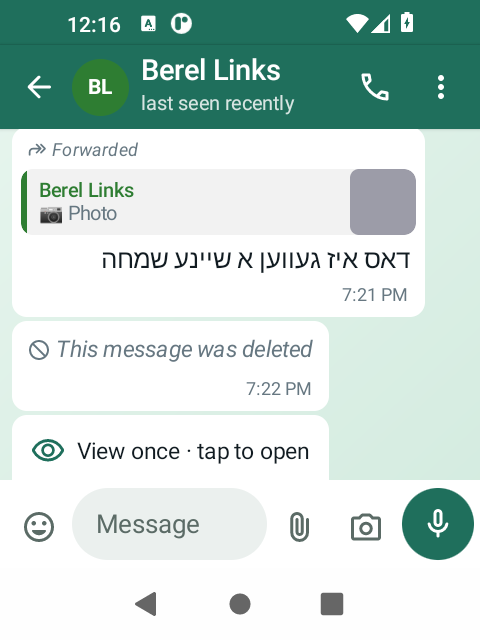 12:16
A
BL
Berel Links
last seen recently
Forwarded
Berel Links
📷 Photo
דאס איז געווען א שיינע שמחה
7:21 PM
This message was deleted
7:22 PM
View once · tap to open
Message